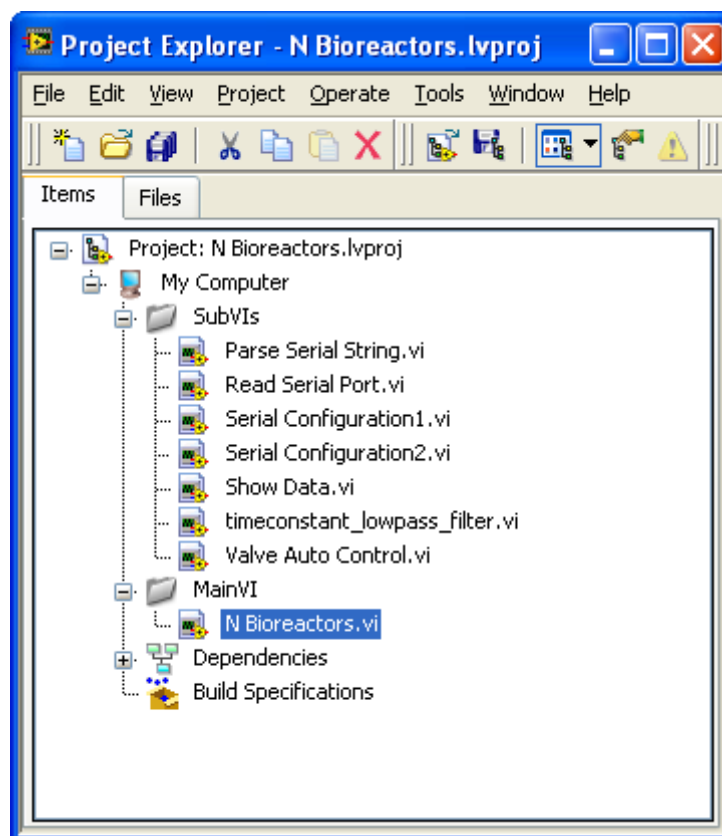 Project Explorer - N Bioreactors.lvproj
File Edit View Project Operate Tools Window Help
Items Files
Project: N Bioreactors.lvproj
My Computer
SubVIs
Parse Serial String.vi
Read Serial Port.vi
Serial Configuration1.vi
Serial Configuration2.vi
Show Data.vi
timeconstant_lowpass_filter.vi
Valve Auto Control.vi
MainVI
N Bioreactors.vi
Dependencies
Build Specifications